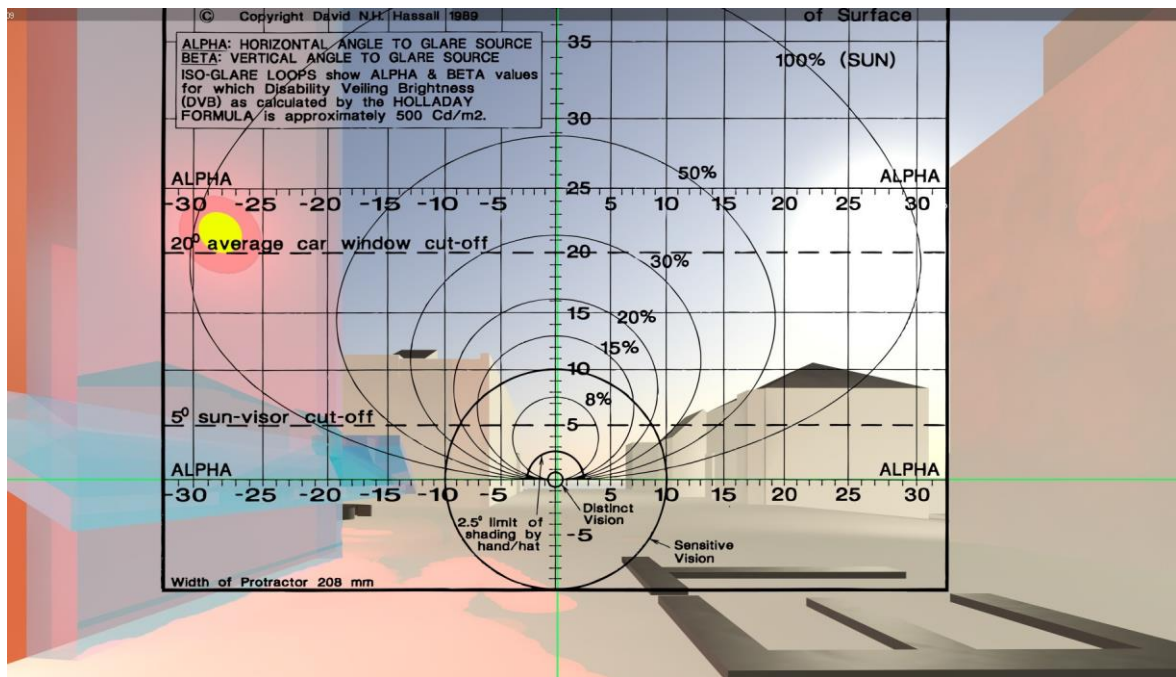 © Copyright David N.H. Hassall 1989
of Surface
ALPHA: HORIZONTAL ANGLE TO GLARE SOURCE
BETA: VERTICAL ANGLE TO GLARE SOURCE
ISO-GLARE LOOPS show ALPHA & BETA values
for which Disability Veiling Brightness
(DVB) as calculated by the HOLLADAY
FORMULA is approximately 500 Cd/m2.
35
100% (SUN)
30
50%
ALPHA 25 ALPHA
-30 -25 -20 -15 -10 -5 5 10 15 20 25 30
20° average car window cut-off
20
30%
15
20%
15%
10
8%
5° sun-visor cut-off
5
ALPHA ALPHA
-30 -25 -20 -15 -10 -5 5 10 15 20 25 30
Distinct
Vision
2.5° limit of
shading by
hand/hat
-5
Sensitive
Vision
Width of Protractor 208 mm